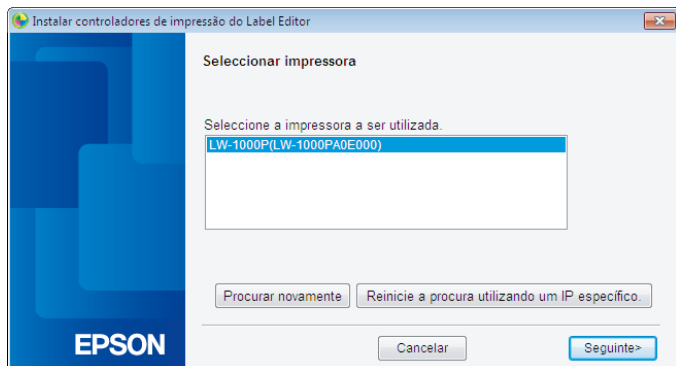 Instalar controladores de impressão do Label Editor
Seleccionar impressora
Seleccione a impressora a ser utilizada.
LW-1000P(LW-1000PA0E000)
Procurar novamente
Reinicie a procura utilizando um IP específico.
EPSON
Cancelar
Seguinte>